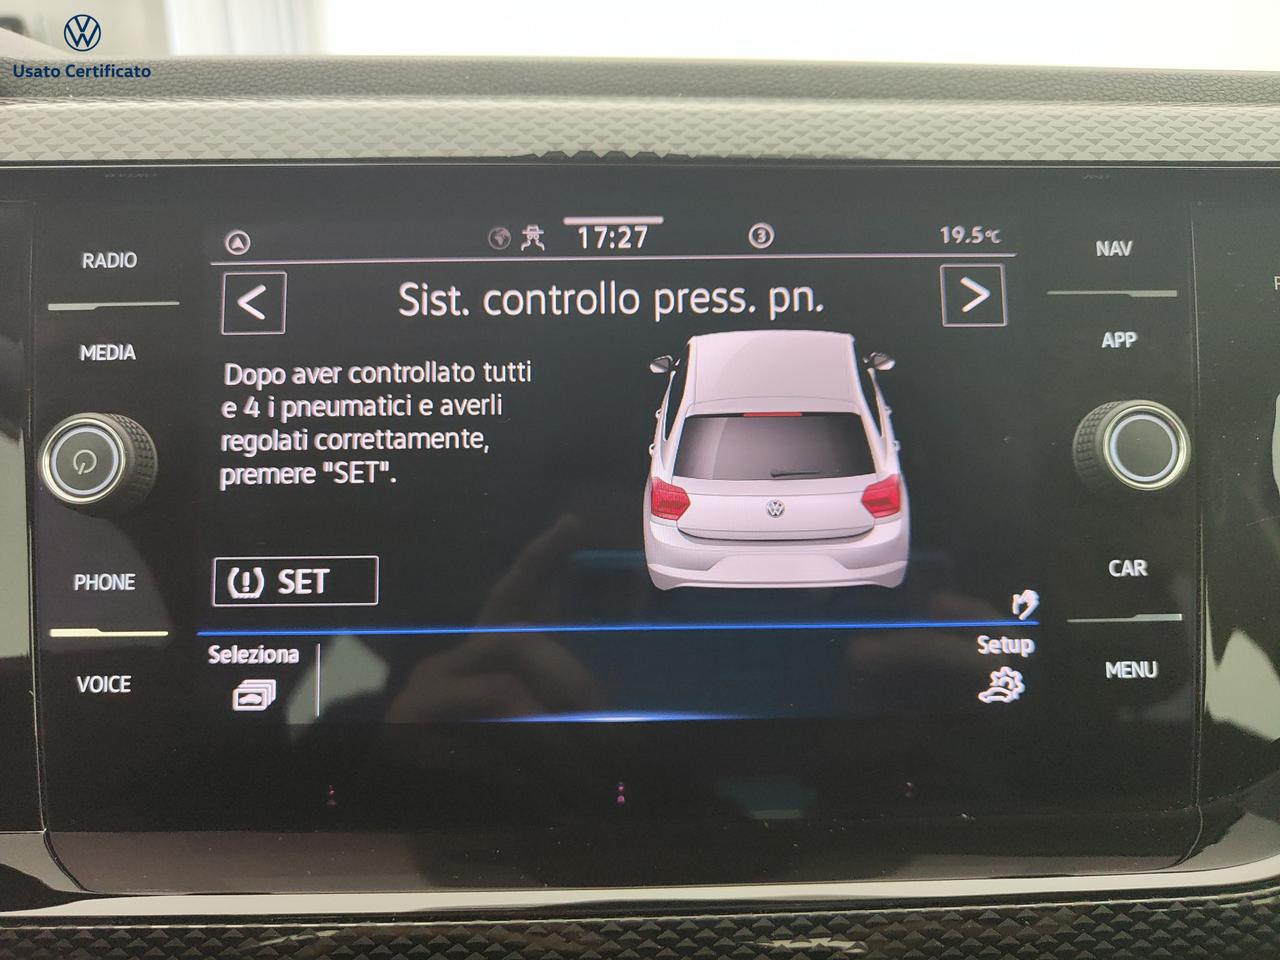 Usato Certificato
RADIO
MEDIA
PHONE
VOICE
17:27
3
19.5°C
Sist. controllo press. pn.
Dopo aver controllato tutti
e 4 i pneumatici e averli
regolati correttamente,
premere "SET".
SET
Seleziona
Setup
NAV
APP
CAR
MENU